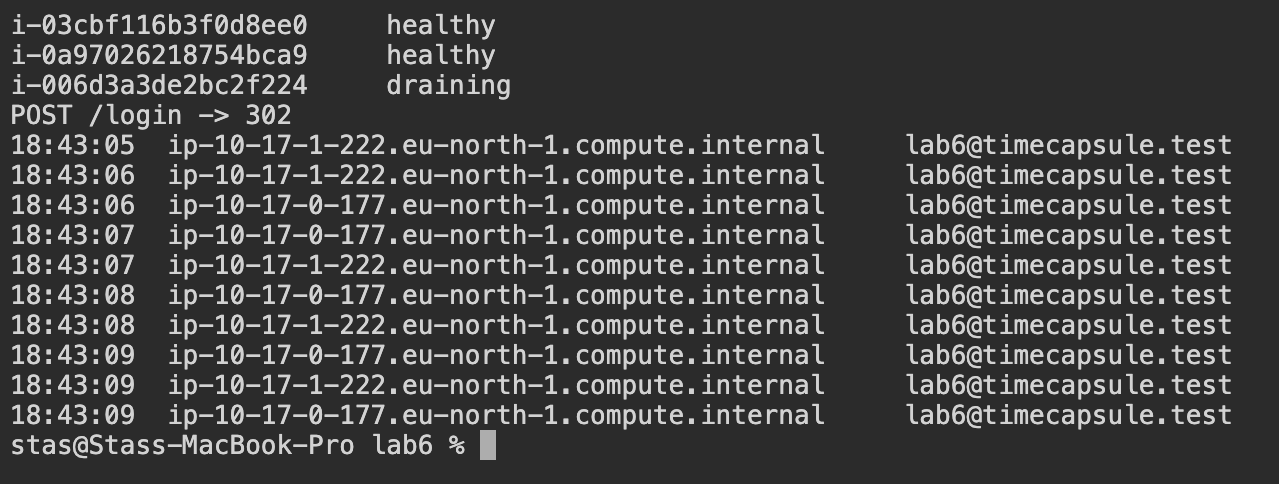 i-03cbf116b3f0d8ee0     healthy
i-0a97026218754bca9     healthy
i-006d3a3de2bc2f224     draining
POST /login -> 302
18:43:05  ip-10-17-1-222.eu-north-1.compute.internal     lab6@timecapsule.test
18:43:06  ip-10-17-1-222.eu-north-1.compute.internal     lab6@timecapsule.test
18:43:06  ip-10-17-0-177.eu-north-1.compute.internal     lab6@timecapsule.test
18:43:07  ip-10-17-0-177.eu-north-1.compute.internal     lab6@timecapsule.test
18:43:07  ip-10-17-1-222.eu-north-1.compute.internal     lab6@timecapsule.test
18:43:08  ip-10-17-0-177.eu-north-1.compute.internal     lab6@timecapsule.test
18:43:08  ip-10-17-1-222.eu-north-1.compute.internal     lab6@timecapsule.test
18:43:09  ip-10-17-0-177.eu-north-1.compute.internal     lab6@timecapsule.test
18:43:09  ip-10-17-1-222.eu-north-1.compute.internal     lab6@timecapsule.test
18:43:09  ip-10-17-0-177.eu-north-1.compute.internal     lab6@timecapsule.test
stas@Stass-MacBook-Pro lab6 %